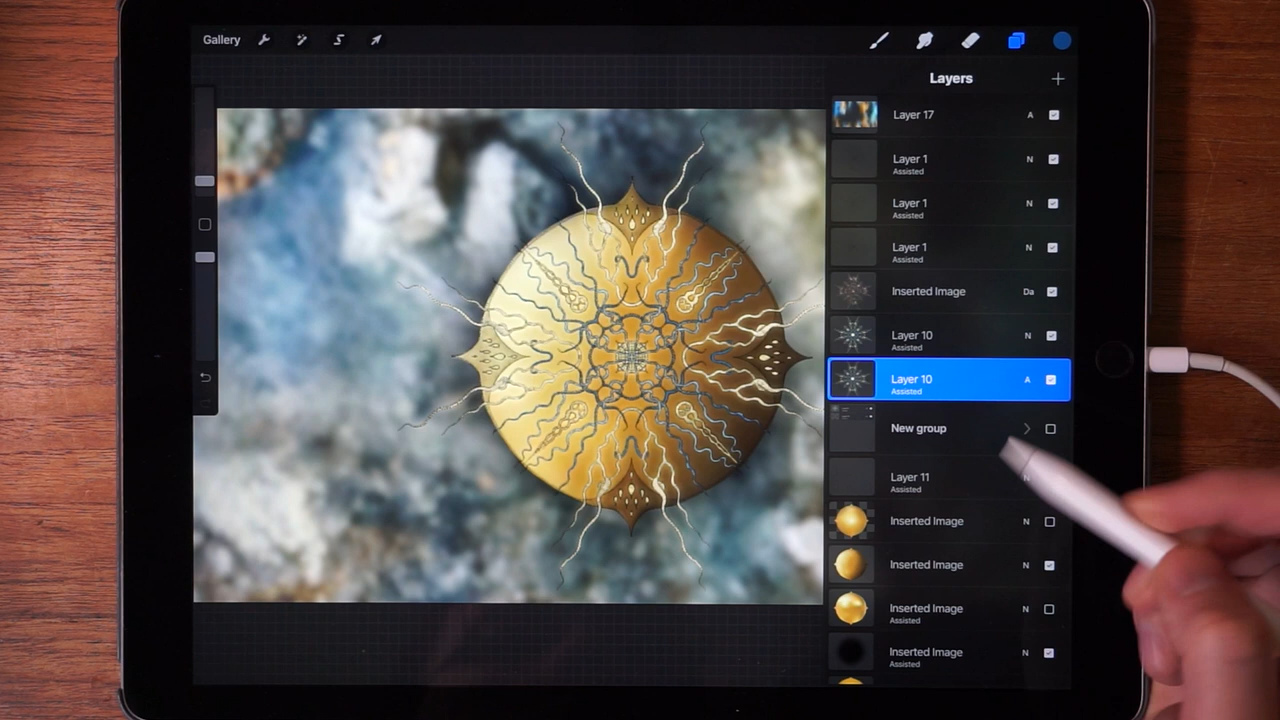 Gallery
Layers
Layer 17 A
Layer 1 N
Assisted
Layer 1 N
Assisted
Layer 1 N
Assisted
Inserted Image Da
Layer 10 N
Assisted
Layer 10 A
Assisted
New group
Layer 11
Assisted
Inserted Image N
Inserted Image N
Inserted Image N
Assisted
Inserted Image N
Assisted